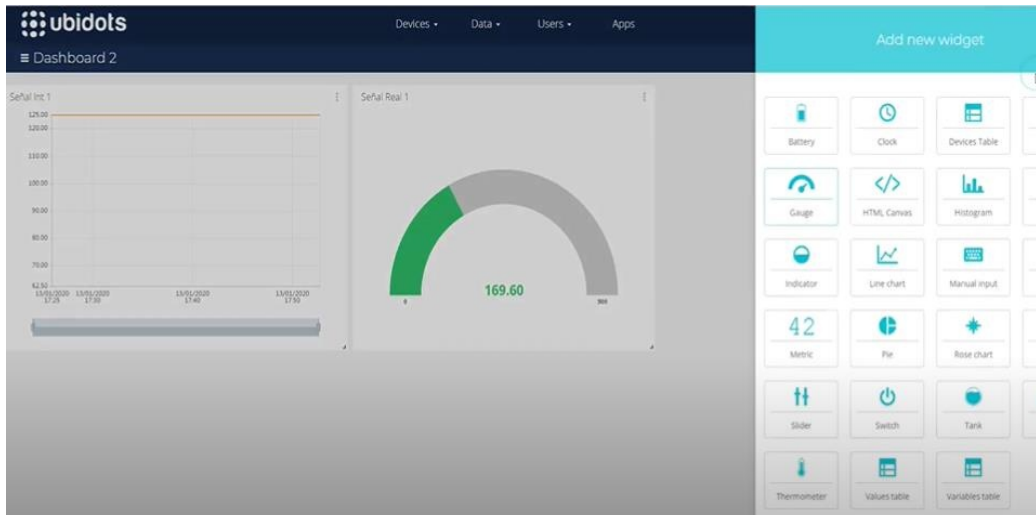 ubidots
Devices Data Users Apps
Add new widget
Dashboard 2
Señal Int 1
Señal Real 1
125.00
120.00
110.00
100.00
90.00
80.00
70.00
62.50
13/01/2020 13/01/2020 13/01/2020 13/01/2020
17:25 17:30 17:40 17:50
169.60
0
Battery Clock Devices Table
Gauge HTML Canvas Histogram
Indicator Line chart Manual input
42
Metric Pie Rose chart
Slider Switch Tank
Thermometer Values table Variables table